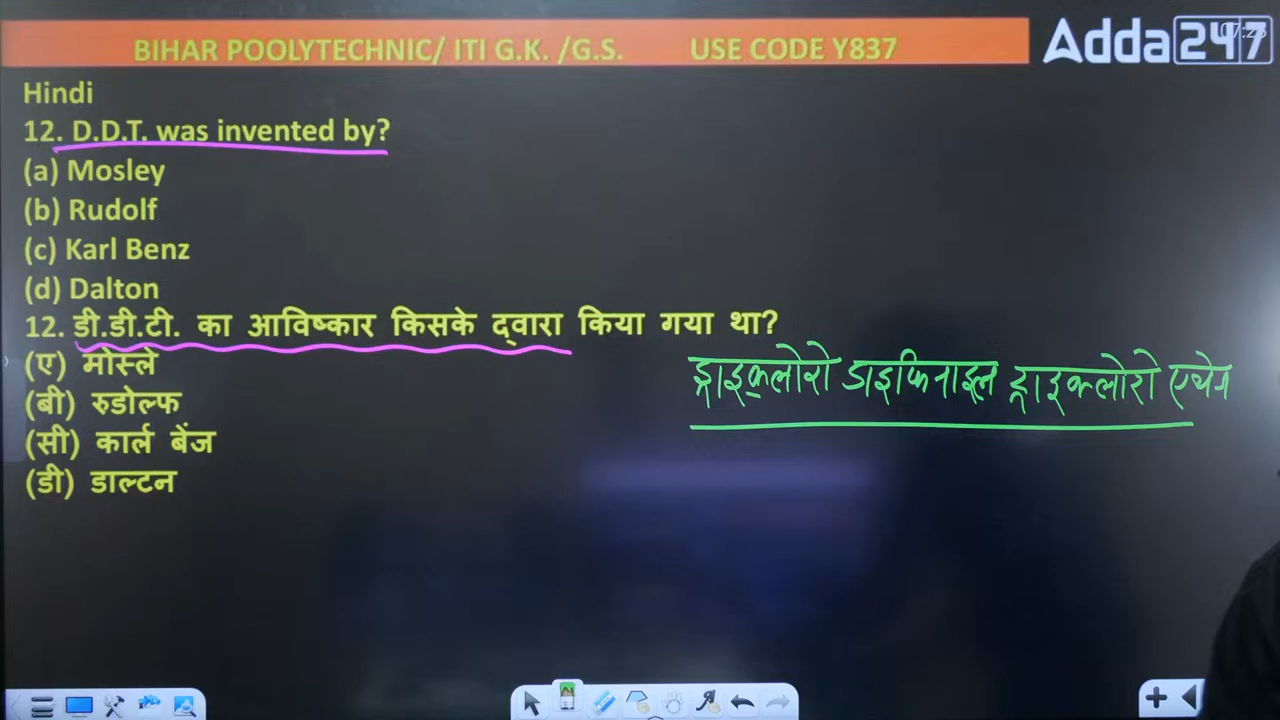 BIHAR POOLYTECHNIC/ ITI G.K. /G.S. USE CODE Y837
Adda247
Hindi
12. D.D.T. was invented by?
(a) Mosley
(b) Rudolf
(c) Karl Benz
(d) Dalton
12. डी.डी.टी. का आविष्कार किसके द्वारा किया गया था?
(ए) मोस्ले
(बी) रुडोल्फ
(सी) कार्ल बेंज
(डी) डाल्टन
डाइक्लोरो डाइफिनाइल ट्राइक्लोरो